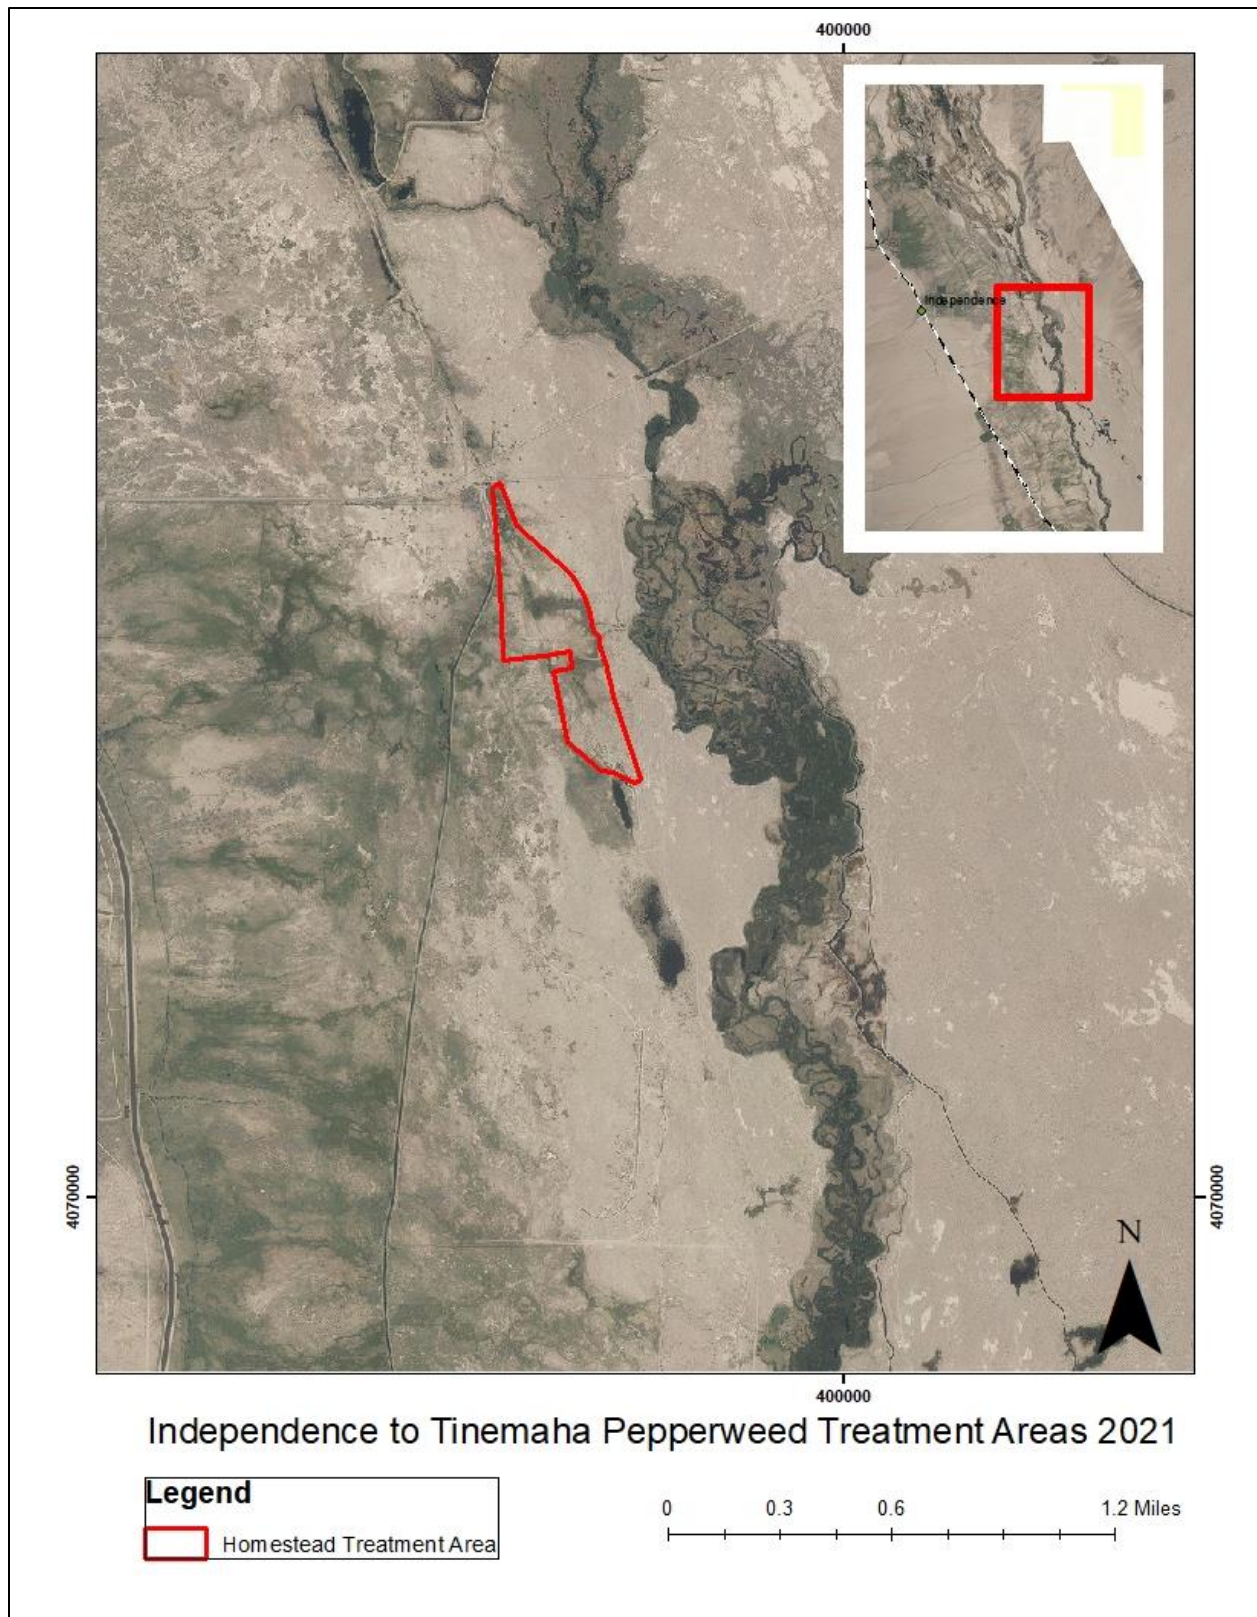 400000
Independence
4070000
4070000
N
400000
Independence to Tinemaha Pepperweed Treatment Areas 2021
Legend
Homestead Treatment Area
0 0.3 0.6 1.2 Miles